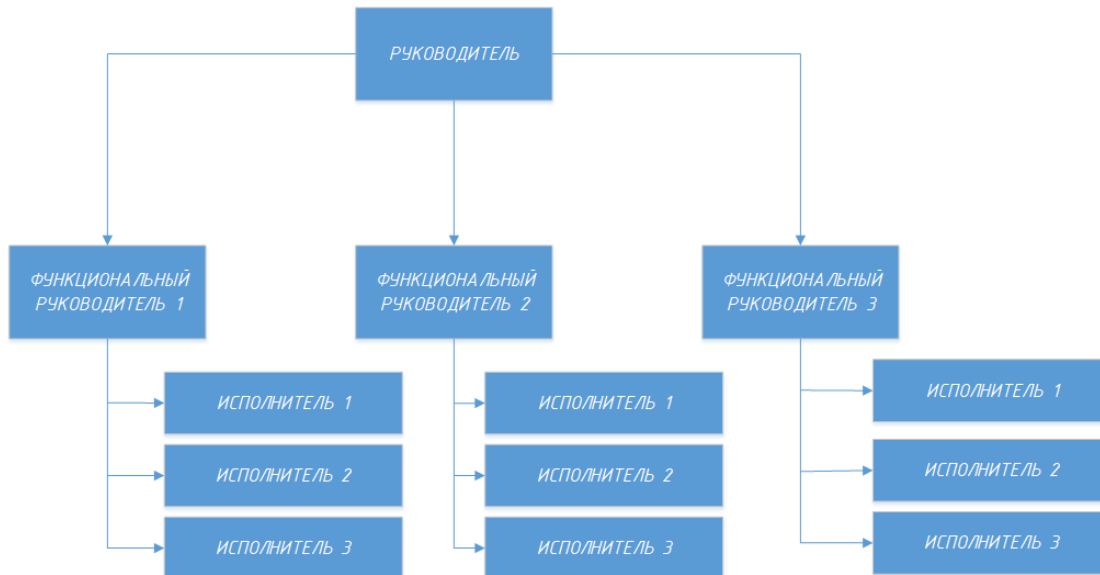 РУКОВОДИТЕЛЬ
ФУНКЦИОНАЛЬНЫЙ
РУКОВОДИТЕЛЬ 1
ФУНКЦИОНАЛЬНЫЙ
РУКОВОДИТЕЛЬ 2
ФУНКЦИОНАЛЬНЫЙ
РУКОВОДИТЕЛЬ 3
ИСПОЛНИТЕЛЬ 1
ИСПОЛНИТЕЛЬ 2
ИСПОЛНИТЕЛЬ 3
ИСПОЛНИТЕЛЬ 1
ИСПОЛНИТЕЛЬ 2
ИСПОЛНИТЕЛЬ 3
ИСПОЛНИТЕЛЬ 1
ИСПОЛНИТЕЛЬ 2
ИСПОЛНИТЕЛЬ 3